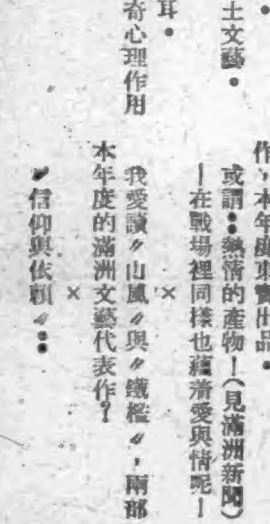 作，本年度更實出品。
或謂：熱情的產物！（見滿洲新聞）
—在戰場裡同樣也藏着愛與情呢！
×
我愛讀〃山風〃與〃鐵檻〃，兩部
本年度的滿洲文藝代表作？
×
〃信仰與依賴〃：
土文藝。
耳。
奇心理作用